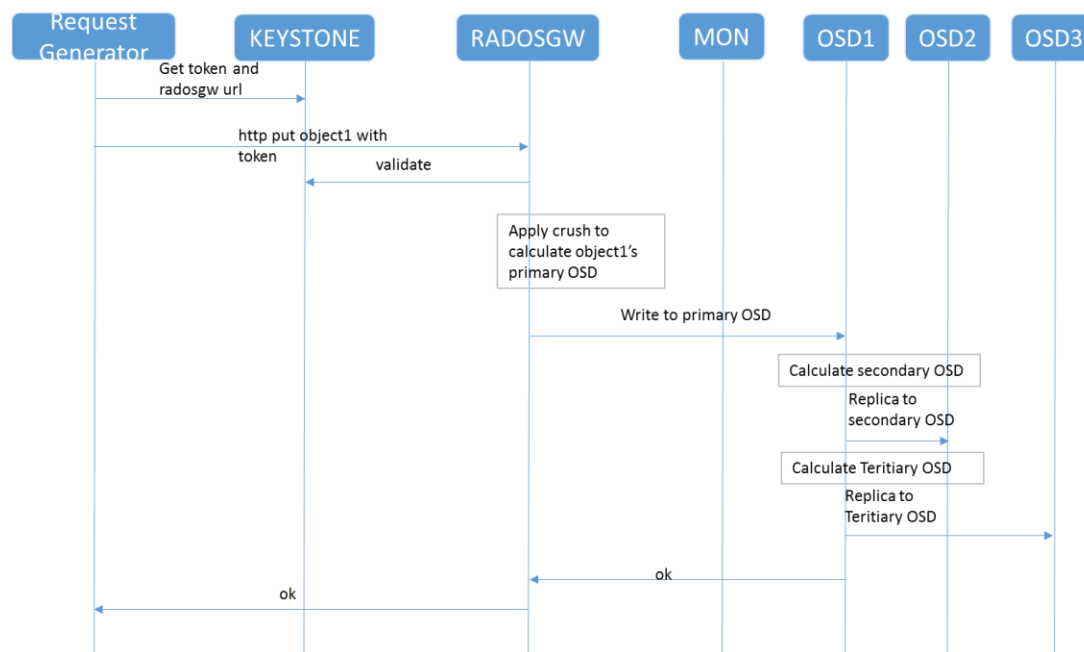 Request
Generator
KEYSTONE
RADOSGW
MON
OSD1
OSD2
OSD3
Get token and
radosgw url
http put object1 with
token
validate
Apply crush to
calculate object1's
primary OSD
Write to primary OSD
Calculate secondary OSD
Replica to
secondary OSD
Calculate Teritiary OSD
Replica to
Teritiary OSD
ok
ok